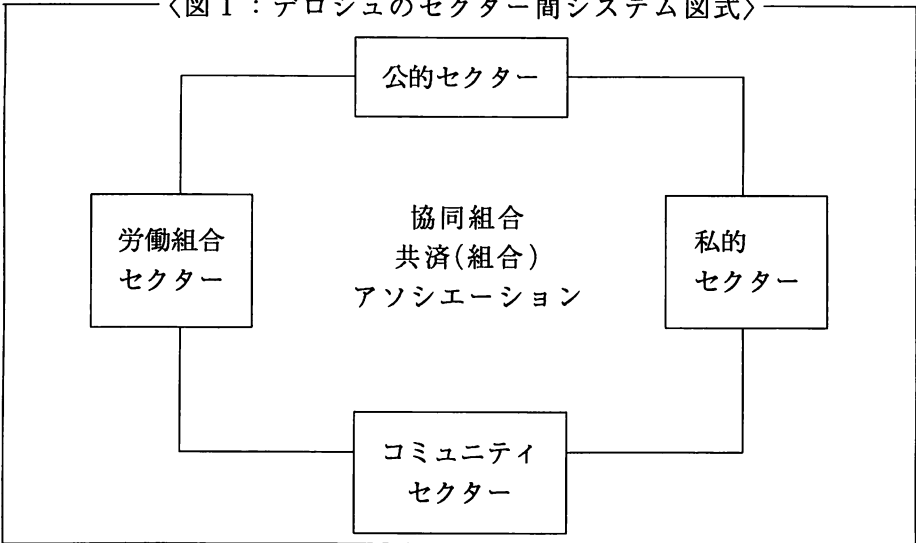 〈図1：デロシュのセクター間システム図式〉
公的セクター
労働組合
セクター
協同組合
共済(組合)
アソシエーション
私的
セクター
コミュニティ
セクター